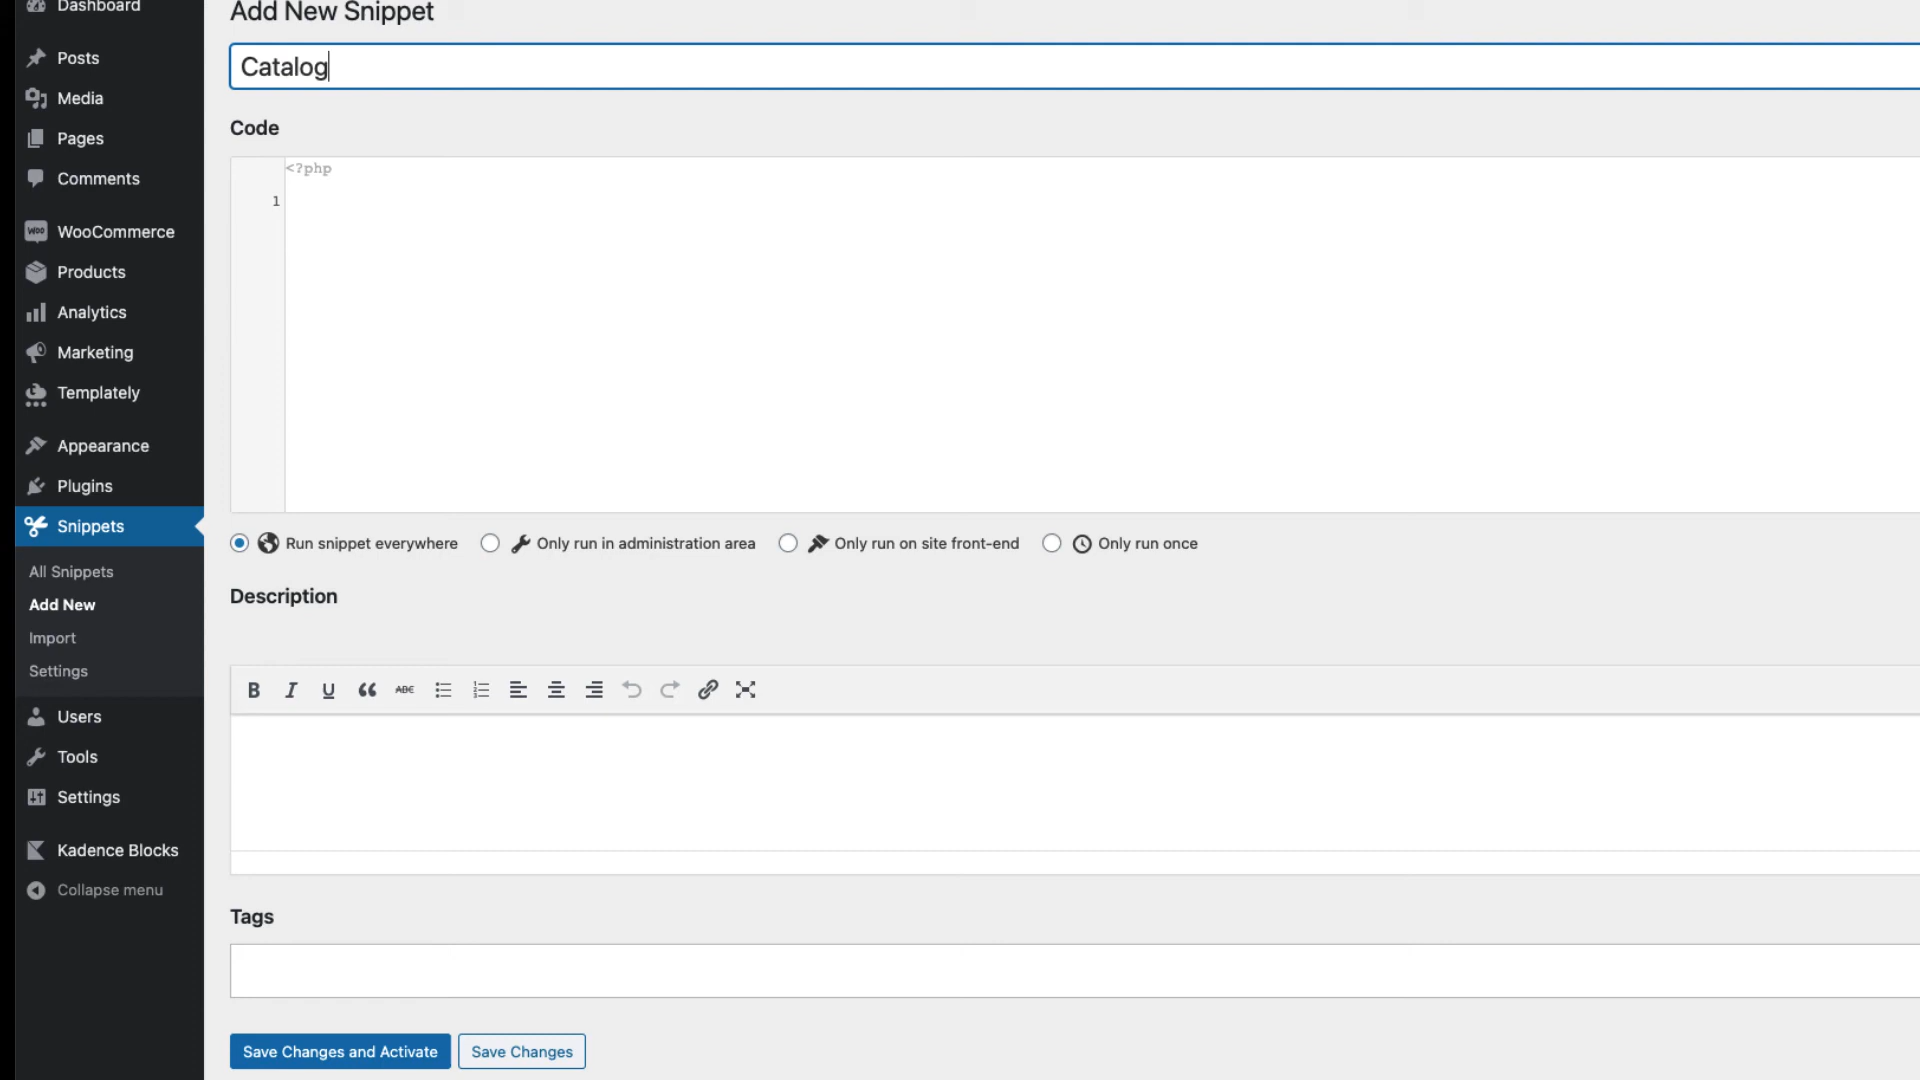 Dashboard
Posts
Media
Pages
Comments
WOO WooCommerce
Products
Analytics
Marketing
Templately
Appearance
Plugins
Snippets
All Snippets
Add New
Import
Settings
Users
Tools
Settings
Kadence Blocks
Collapse menu
Add New Snippet
Catalog
Code
<?php
1
Run snippet everywhere Only run in administration area Only run on site front-end Only run once
Description
B I U “ ABC
Tags
Save Changes and Activate Save Changes